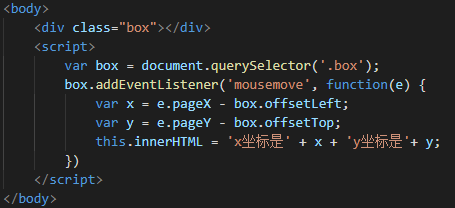 <body>
    <div class="box"></div>
    <script>
        var box = document.querySelector('.box');
        box.addEventListener('mousemove', function(e) {
            var x = e.pageX - box.offsetLeft;
            var y = e.pageY - box.offsetTop;
            this.innerHTML = 'x坐标是' + x + 'y坐标是'+ y;
        })
    </script>
</body>